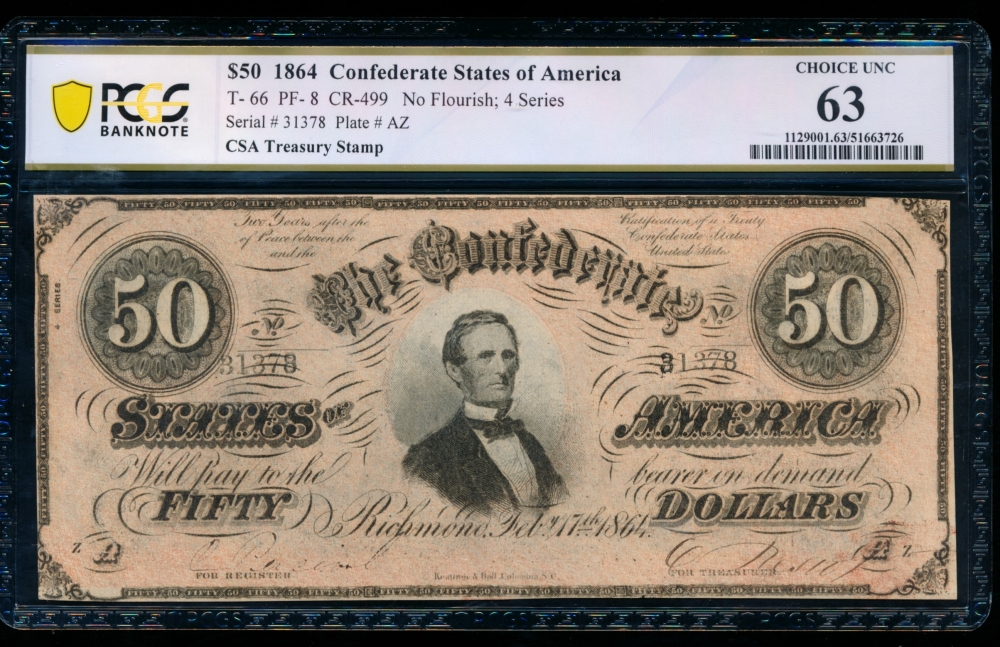 PCGS
BANKNOTE
$50 1864 Confederate States of America
T- 66 PF- 8 CR-499 No Flourish; 4 Series
Serial # 31378 Plate # AZ
CSA Treasury Stamp
CHOICE UNC
63
1129001.63/51663726
Two Years after the
of Peace between the
and the
Ratification of a Treaty
Confederate States
United States
The Confederate
50
50
4 SERIES
No
31378
No
31378
STATES OF
AMERICA
Will pay to the
bearer on demand
FIFTY
DOLLARS
Richmond, Feby. 17th 1864.
Z
A
A
Z
FOR REGISTER
Keatinge & Ball Columbia, S.C.
FOR TREASURER